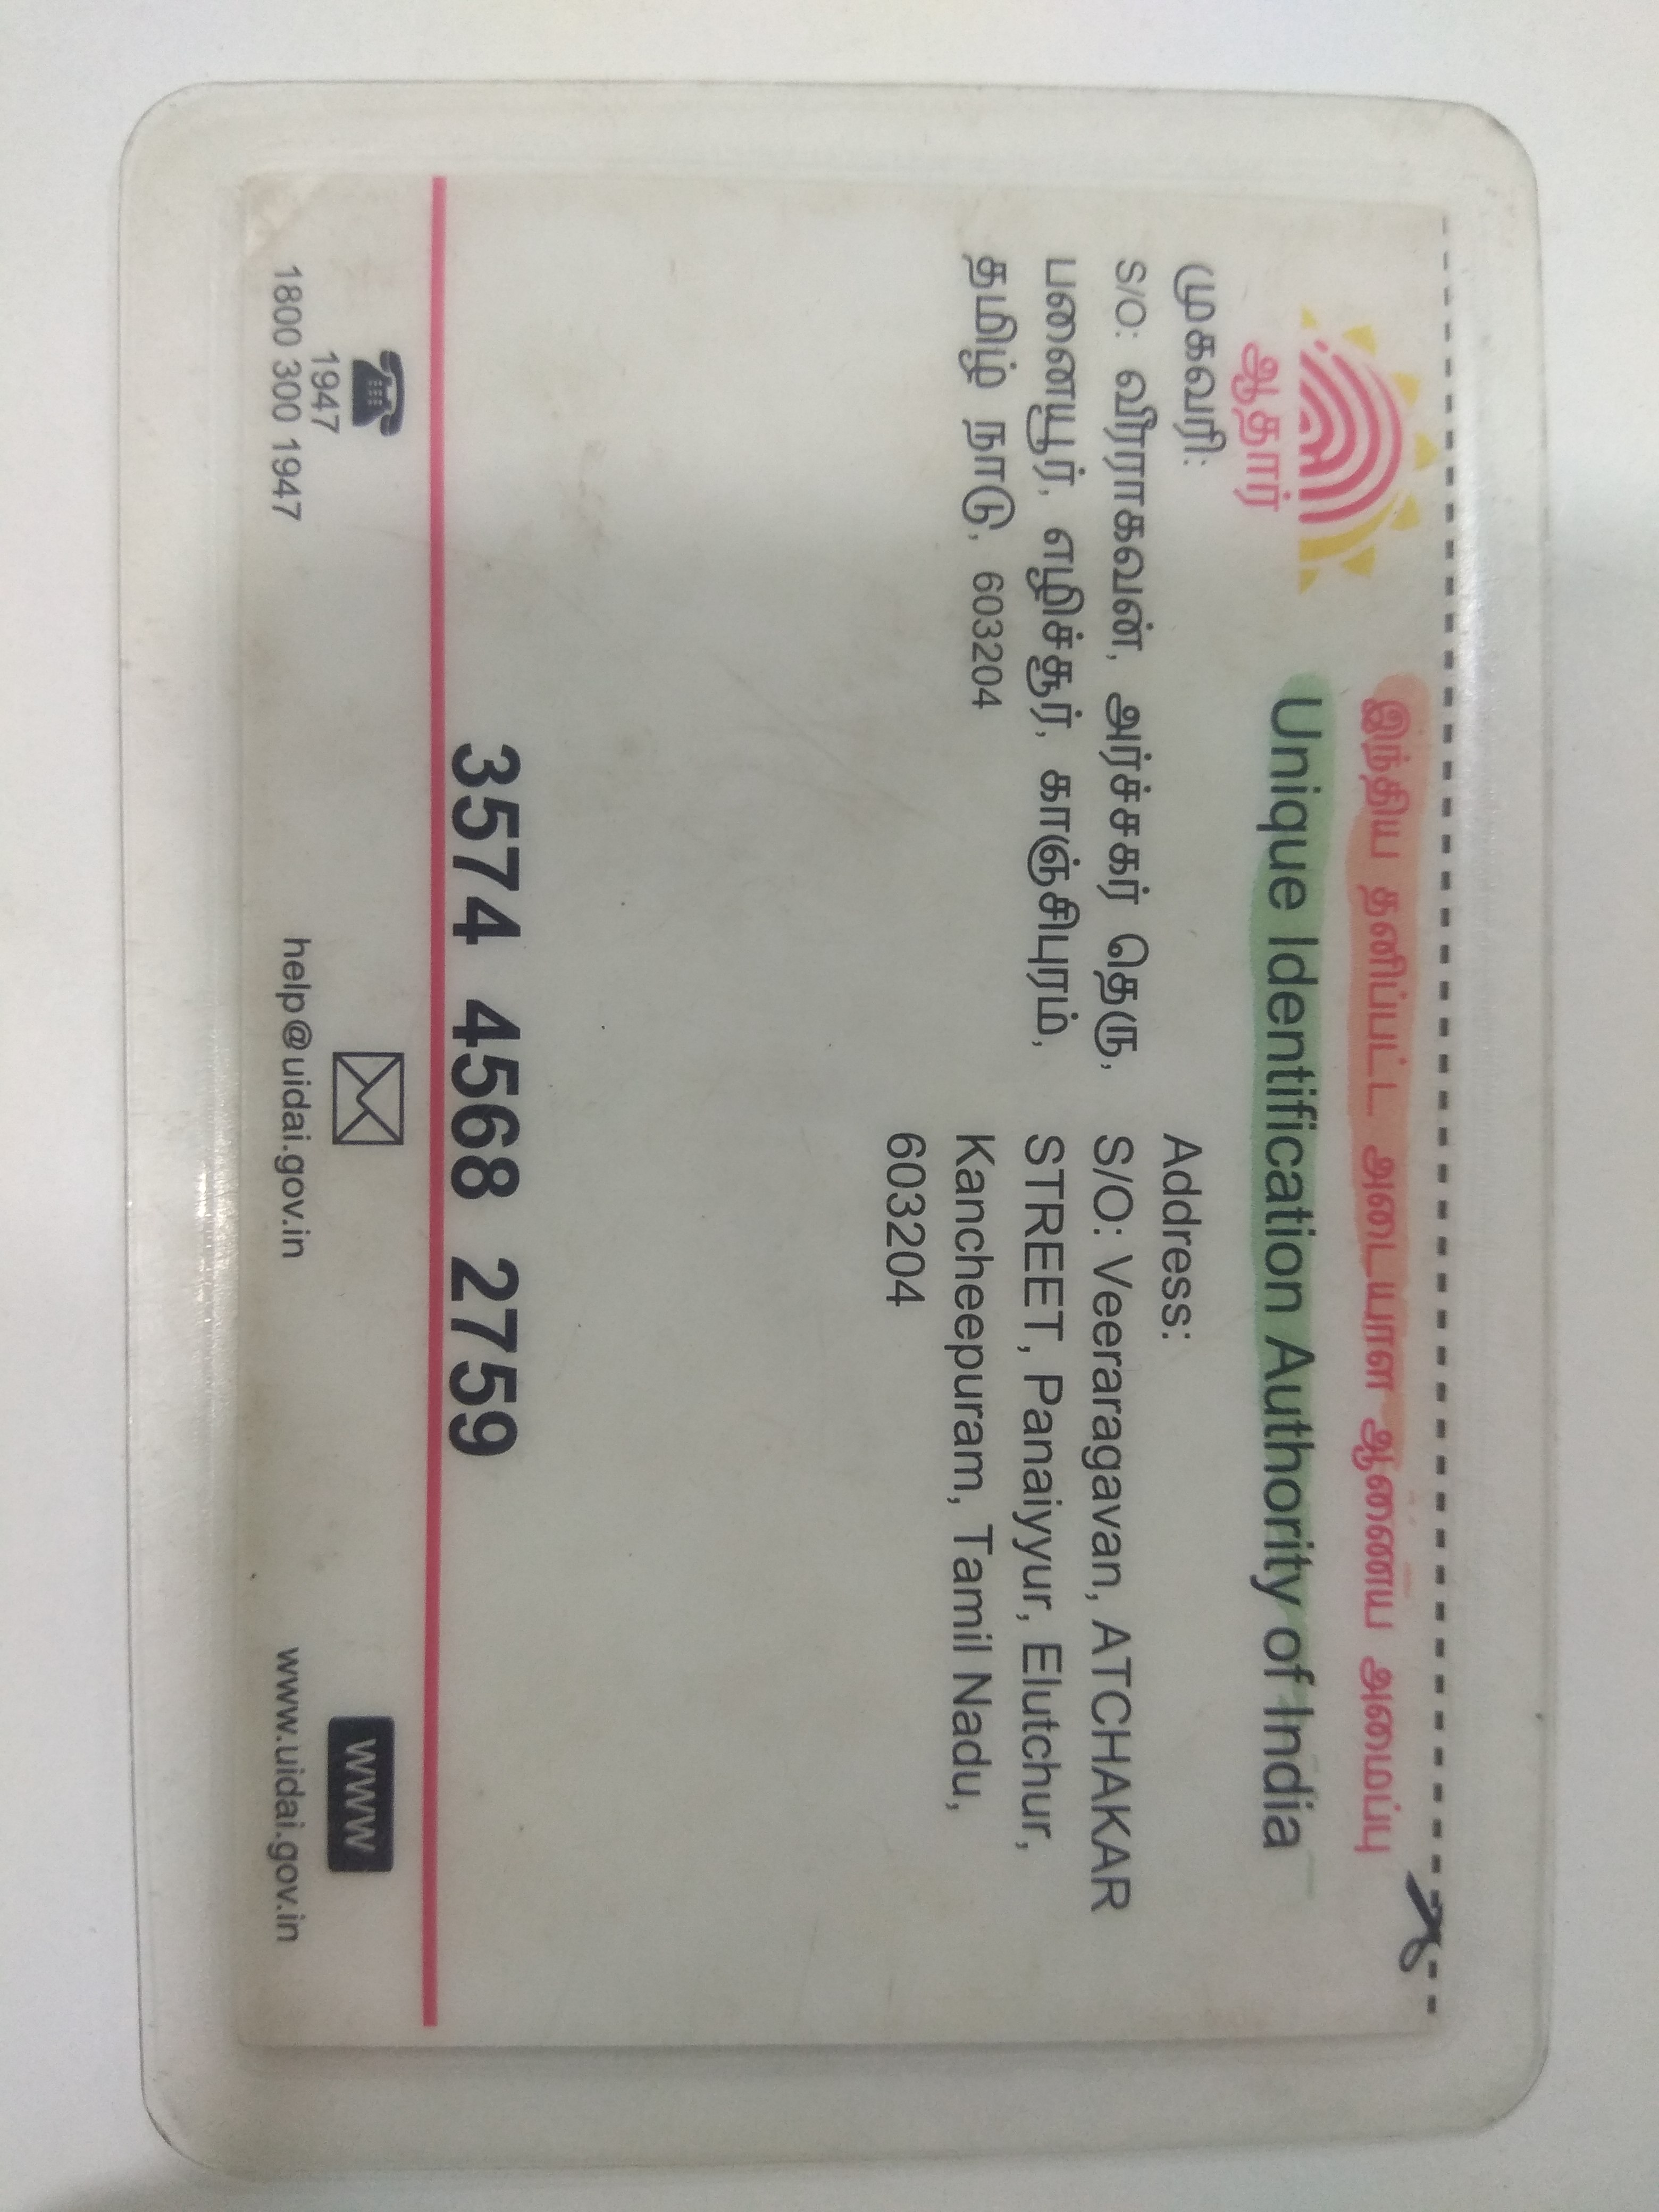 இந்திய தனிப்பட்ட அடையாள ஆணைய அமைப்பு
Unique Identification Authority of India
ஆதார்
முகவரி:
S/O: வீரராகவன், அர்ச்சகர் தெரு,
பனையூர், எழிச்சூர், காஞ்சிபுரம்,
தமிழ் நாடு, 603204
Address:
S/O: Veeraragavan, ATCHAKAR
STREET, Panaiyyur, Elutchur,
Kancheepuram, Tamil Nadu,
603204
3574 4568 2759
1947
1800 300 1947
help@uidai.gov.in
WWW
www.uidai.gov.in